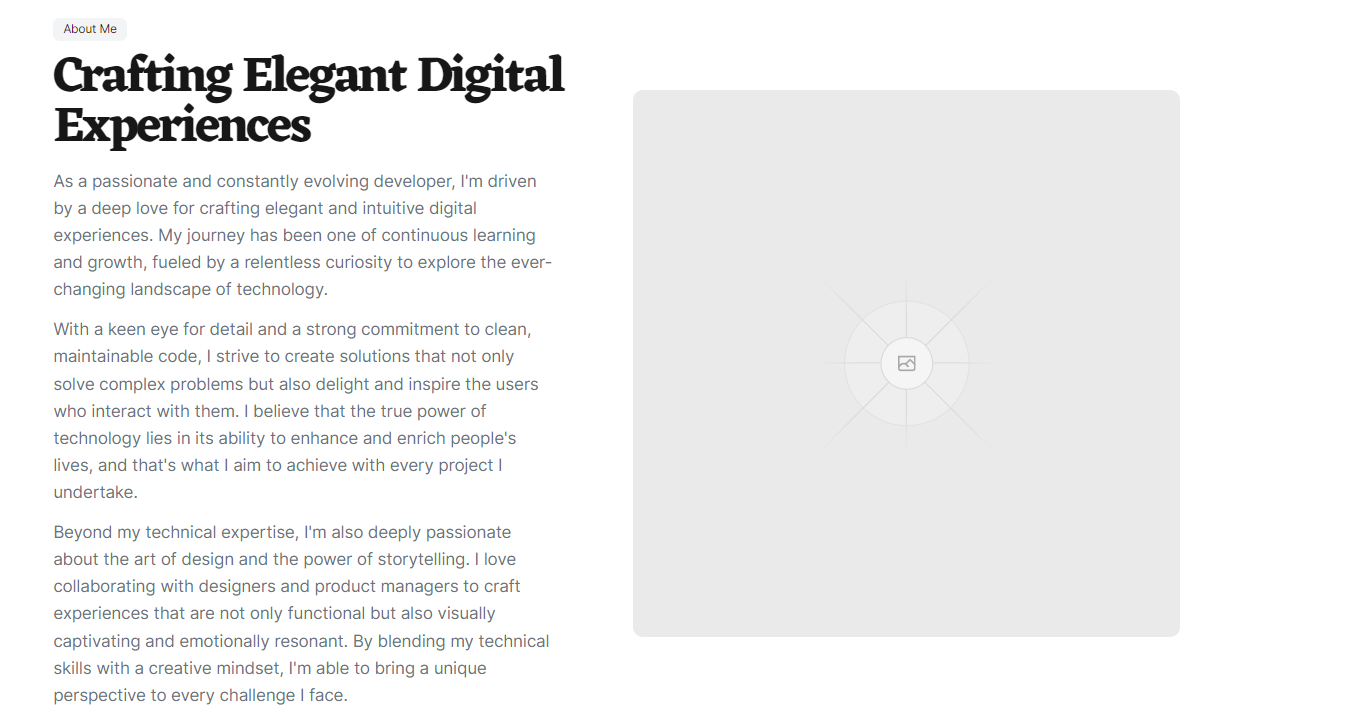 About Me
Crafting Elegant Digital
Experiences
As a passionate and constantly evolving developer, I'm driven
by a deep love for crafting elegant and intuitive digital
experiences. My journey has been one of continuous learning
and growth, fueled by a relentless curiosity to explore the ever-
changing landscape of technology.
With a keen eye for detail and a strong commitment to clean,
maintainable code, I strive to create solutions that not only
solve complex problems but also delight and inspire the users
who interact with them. I believe that the true power of
technology lies in its ability to enhance and enrich people's
lives, and that's what I aim to achieve with every project I
undertake.
Beyond my technical expertise, I'm also deeply passionate
about the art of design and the power of storytelling. I love
collaborating with designers and product managers to craft
experiences that are not only functional but also visually
captivating and emotionally resonant. By blending my technical
skills with a creative mindset, I'm able to bring a unique
perspective to every challenge I face.